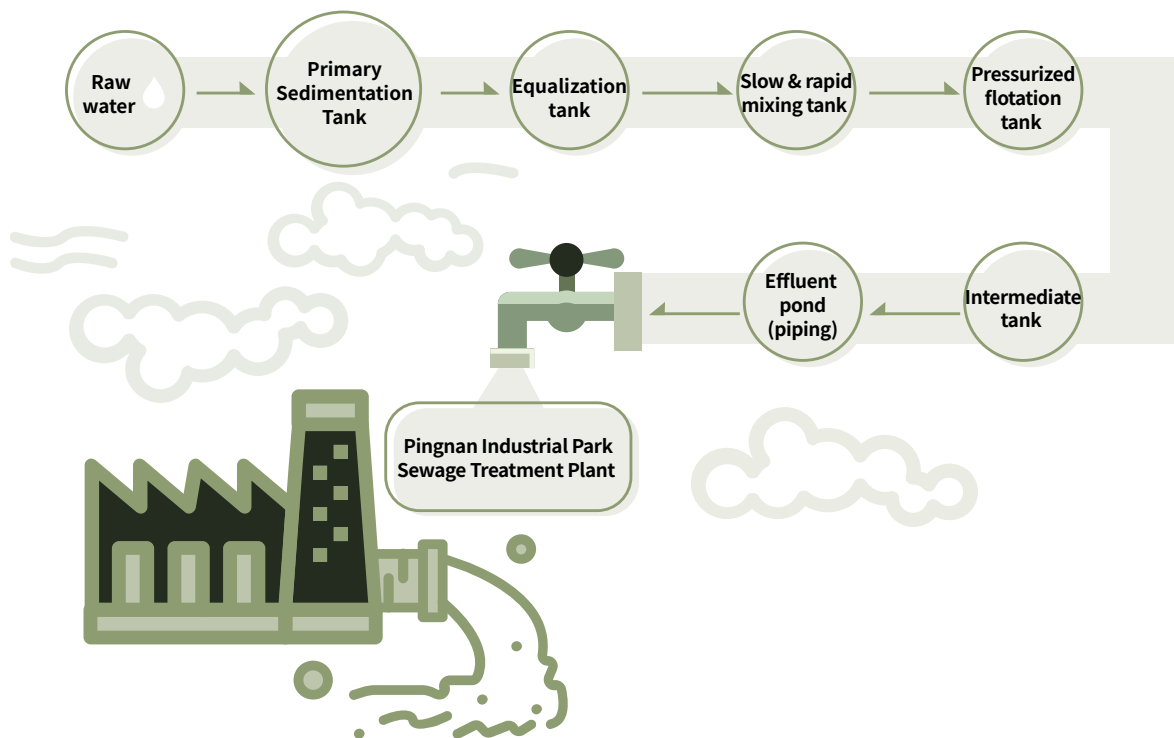 Raw
water
Primary
Sedimentation
Tank
Equalization
tank
Slow & rapid
mixing tank
Pressurized
flotation
tank
Intermediate
tank
Effluent
pond
(piping)
Pingnan Industrial Park
Sewage Treatment Plant